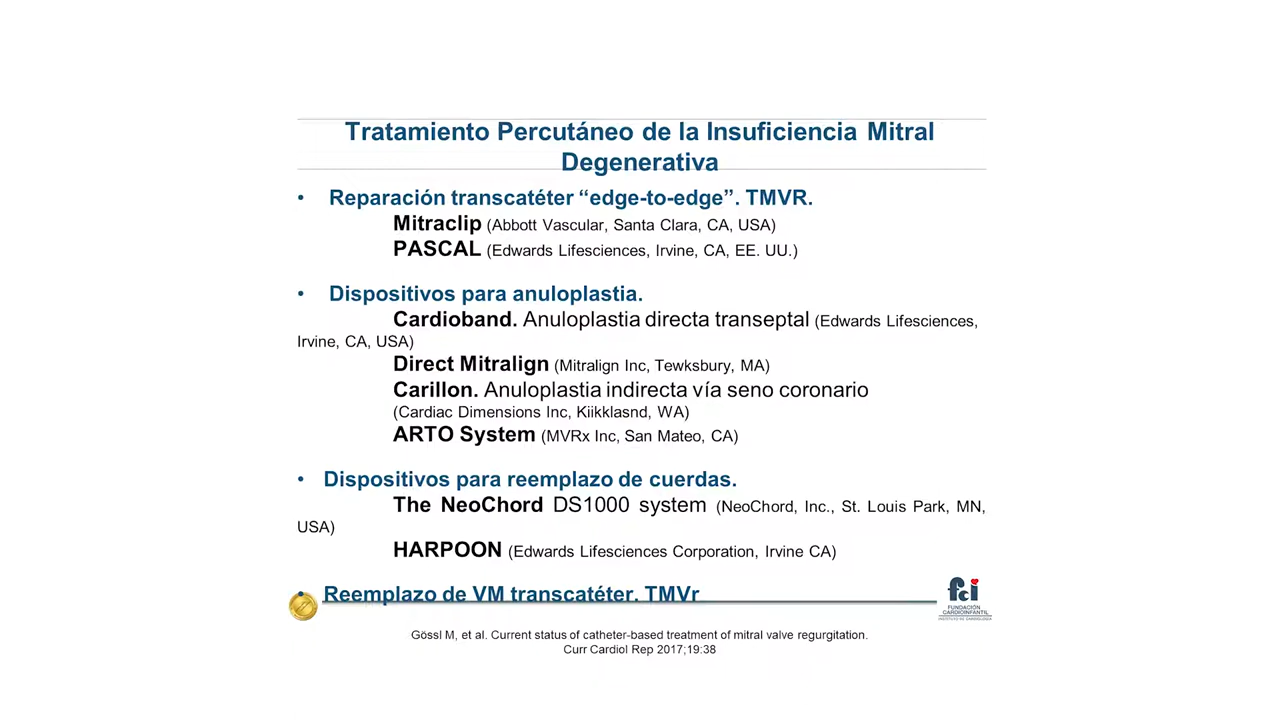 Tratamiento Percutáneo de la Insuficiencia Mitral
Degenerativa
• Reparación transcatéter “edge-to-edge”. TMVR.
Mitraclip (Abbott Vascular, Santa Clara, CA, USA)
PASCAL (Edwards Lifesciences, Irvine, CA, EE. UU.)
• Dispositivos para anuloplastia.
Cardioband. Anuloplastia directa transeptal (Edwards Lifesciences,
Irvine, CA, USA)
Direct Mitralign (Mitralign Inc, Tewksbury, MA)
Carillon. Anuloplastia indirecta vía seno coronario
(Cardiac Dimensions Inc, Kiikklasnd, WA)
ARTO System (MVRx Inc, San Mateo, CA)
• Dispositivos para reemplazo de cuerdas.
The NeoChord DS1000 system (NeoChord, Inc., St. Louis Park, MN,
USA)
HARPOON (Edwards Lifesciences Corporation, Irvine CA)
• Reemplazo de VM transcatéter. TMVr
fci
FUNDACIÓN
CARDIOINFANTIL
INSTITUTO DE CARDIOLOGÍA
Gössl M, et al. Current status of catheter-based treatment of mitral valve regurgitation.
Curr Cardiol Rep 2017;19:38